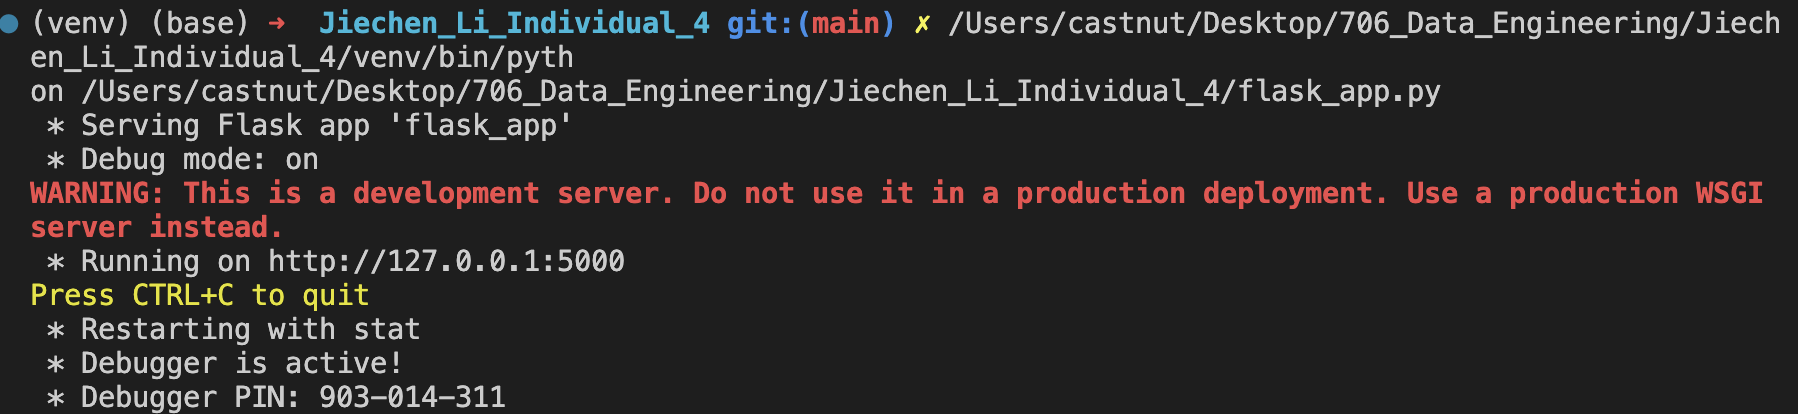 (venv) (base) ➜  Jiechen_Li_Individual_4 git:(main) ✗ /Users/castnut/Desktop/706_Data_Engineering/Jiech
en_Li_Individual_4/venv/bin/pyth
on /Users/castnut/Desktop/706_Data_Engineering/Jiechen_Li_Individual_4/flask_app.py
 * Serving Flask app 'flask_app'
 * Debug mode: on
WARNING: This is a development server. Do not use it in a production deployment. Use a production WSGI
server instead.
 * Running on http://127.0.0.1:5000
Press CTRL+C to quit
 * Restarting with stat
 * Debugger is active!
 * Debugger PIN: 903-014-311